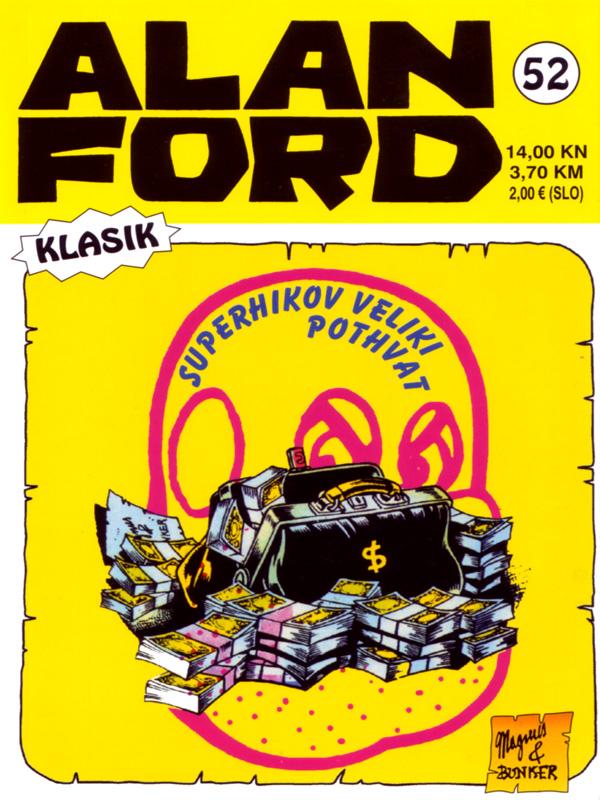 ALAN
FORD
52
14,00 KN
3,70 KM
2,00 € (SLO)
KLASIK
SUPERHIKOV VELIKI
POTHVAT
$
Magnus
&
BUNKER